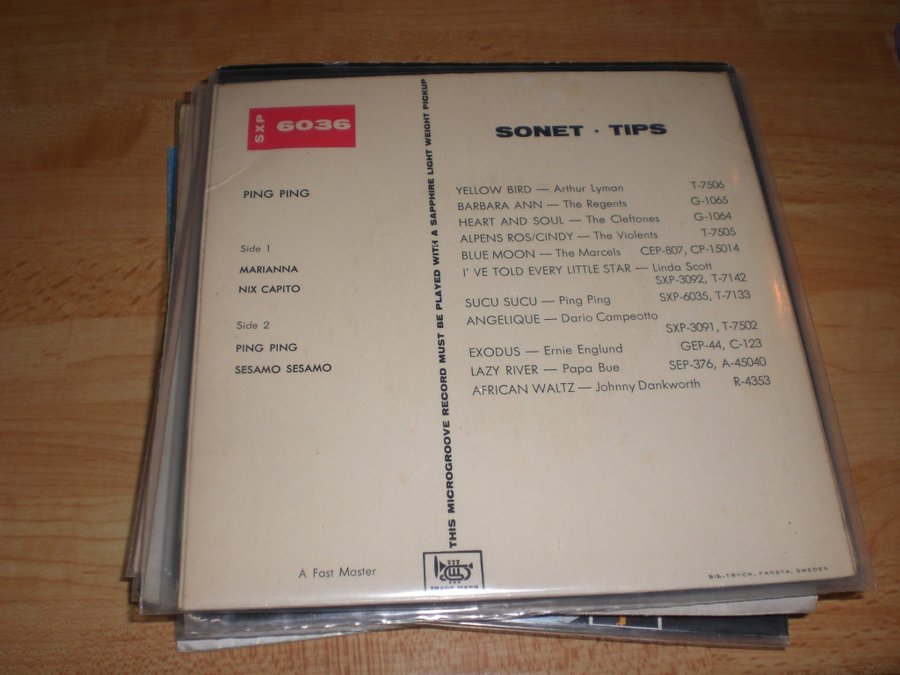 SXP 6036
PING PING
Side 1
MARIANNA
NIX CAPITO
Side 2
PING PING
SESAMO SESAMO
A Fast Master
THIS MICROGROOVE RECORD MUST BE PLAYED WITH A SAPPHIRE LIGHT WEIGHT PICKUP
TRADE MARK
SONET · TIPS
YELLOW BIRD — Arthur Lyman T-7506
BARBARA ANN — The Regents G-1065
HEART AND SOUL — The Cleftones G-1064
ALPENS ROS/CINDY — The Violents T-7505
BLUE MOON — The Marcels CEP-807, CP-15014
I' VE TOLD EVERY LITTLE STAR — Linda Scott
SXP-3092, T-7142
SUCU SUCU — Ping Ping SXP-6035, T-7133
ANGELIQUE — Dario Campeotto
SXP-3091, T-7502
EXODUS — Ernie Englund GEP-44, C-123
LAZY RIVER — Papa Bue SEP-376, A-45040
AFRICAN WALTZ — Johnny Dankworth R-4353
TRYCK, FARSTA, SWEDEN